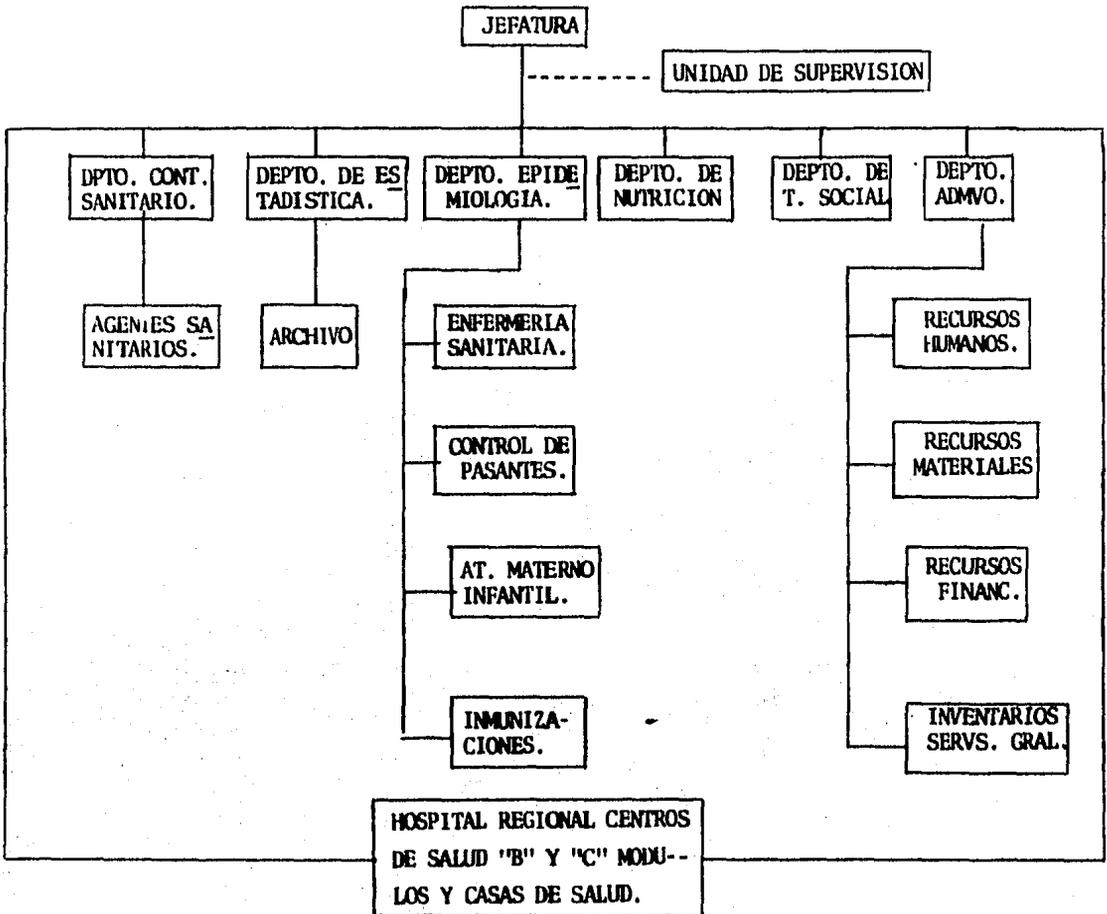 JEFATURA
UNIDAD DE SUPERVISION
DPTO. CONT.
SANITARIO.
DEPTO. DE ES
TADISTICA.
DEPTO. EPIDE
MIOLOGIA.
DEPTO. DE
NUTRICION
DEPTO. DE
T. SOCIAL
DEPTO.
ADMVO.
AGENTES SA
NITARIOS.
ARCHIVO
ENFERMERIA
SANITARIA.
RECURSOS
HUMANOS.
CONTROL DE
PASANTES.
RECURSOS
MATERIALES
AT. MATERNO
INFANTIL.
RECURSOS
FINANC.
INMUNIZA-
CIONES.
INVENTARIOS
SERVS. GRAL.
HOSPITAL REGIONAL CENTROS
DE SALUD "B" Y "C" MODU--
LOS Y CASAS DE SALUD.